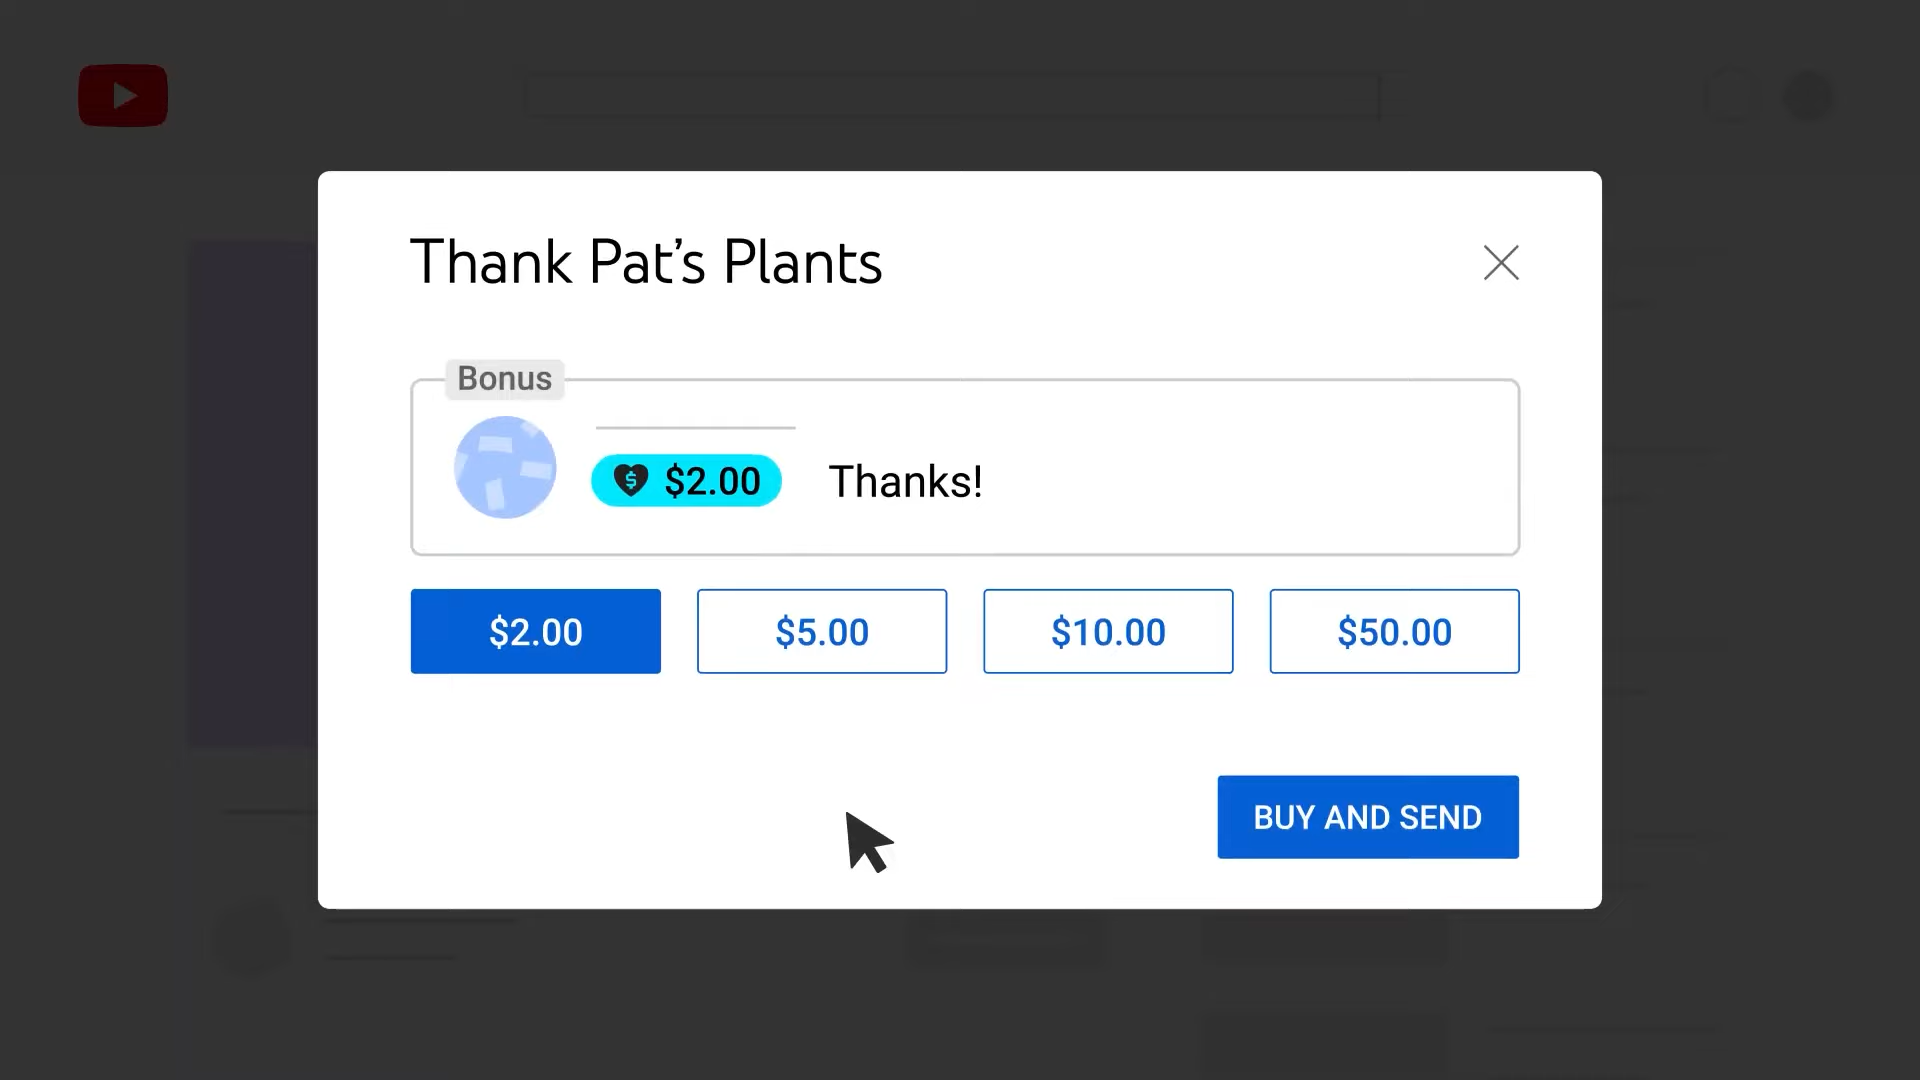 Thank Pat’s Plants
Bonus
$2.00 Thanks!
$2.00 $5.00 $10.00 $50.00
BUY AND SEND